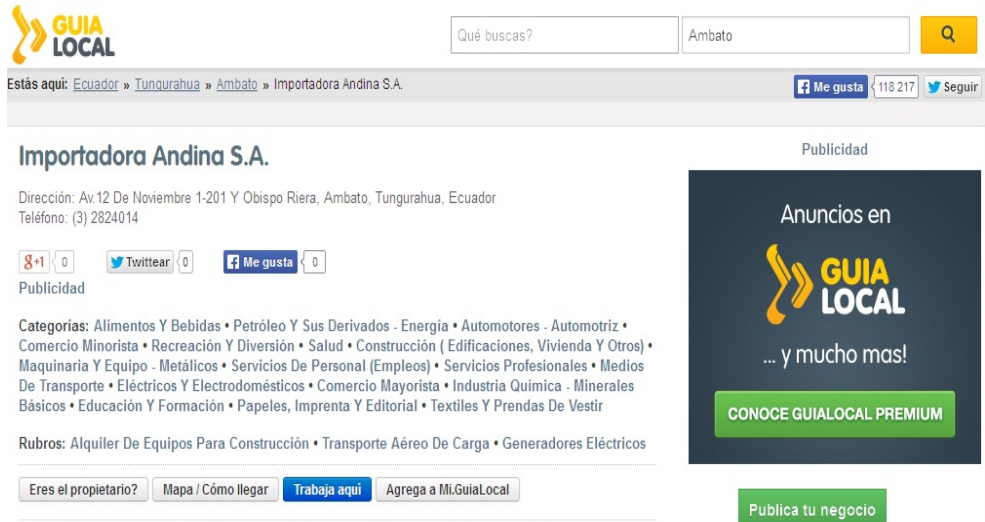 GUIA
LOCAL
Qué buscas?
Ambato
Estás aquí: Ecuador » Tungurahua » Ambato » Importadora Andina S.A.
Me gusta 118 217 Seguir
Importadora Andina S.A.
Dirección: Av.12 De Noviembre 1-201 Y Obispo Riera, Ambato, Tungurahua, Ecuador
Teléfono: (3) 2824014
g+1 0 Twittear 0 Me gusta 0
Publicidad
Categorías: Alimentos Y Bebidas • Petróleo Y Sus Derivados - Energía • Automotores - Automotriz •
Comercio Minorista • Recreación Y Diversión • Salud • Construcción ( Edificaciones, Vivienda Y Otros) •
Maquinaria Y Equipo - Metálicos • Servicios De Personal (Empleos) • Servicios Profesionales • Medios
De Transporte • Eléctricos Y Electrodomésticos • Comercio Mayorista • Industria Química - Minerales
Básicos • Educación Y Formación • Papeles, Imprenta Y Editorial • Textiles Y Prendas De Vestir
Rubros: Alquiler De Equipos Para Construcción • Transporte Aéreo De Carga • Generadores Eléctricos
Eres el propietario? Mapa / Cómo llegar Trabaja aquí Agrega a Mi.GuiaLocal
Publicidad
Anuncios en
GUIA
LOCAL
... y mucho mas!
CONOCE GUIALOCAL PREMIUM
Publica tu negocio